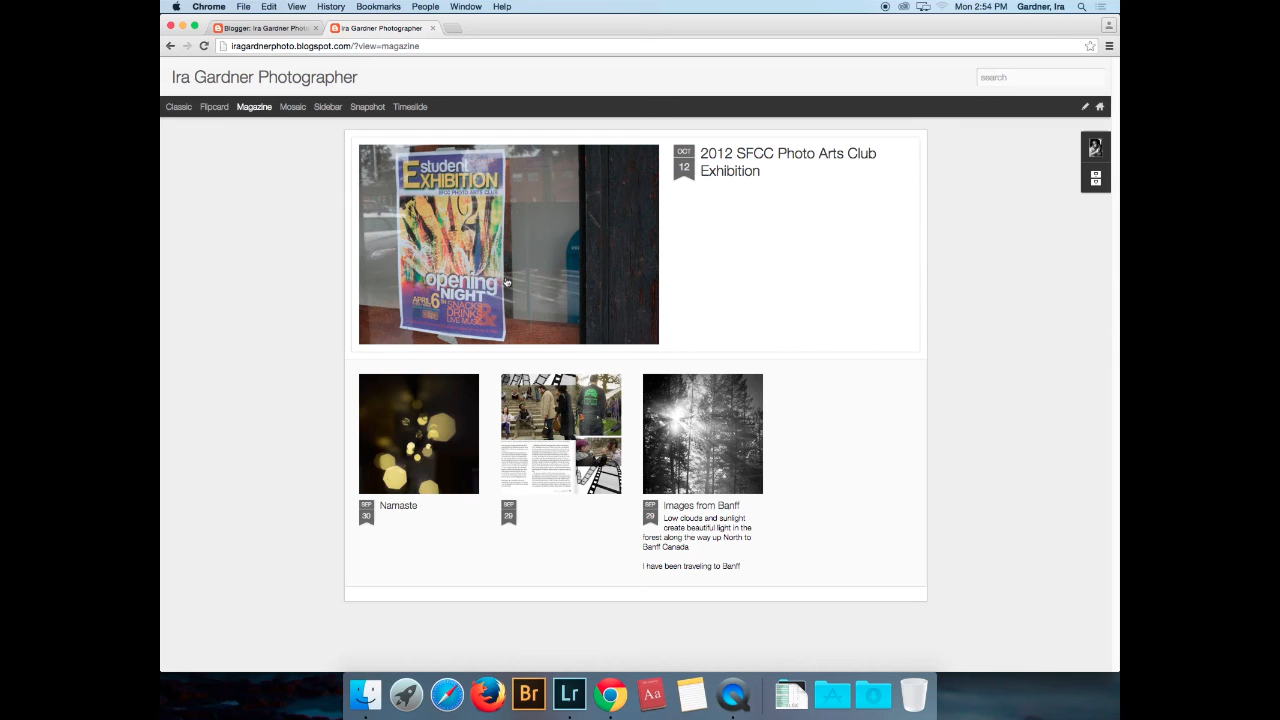 Chrome File Edit View History Bookmarks People Window Help Mon 2:54 PM Gardner, Ira
Blogger: Ira Gardner Phot
Ira Gardner Photographer
iragardnerphoto.blogspot.com/?view=magazine
Ira Gardner Photographer
search
Classic Flipcard Magazine Mosaic Sidebar Snapshot Timeslide
student
EXHIBITION
SFCC PHOTO ARTS CLUB
opening
NIGHT
APRIL 6
SNACKS
DRINKS
LIVE MUSIC
OCT
12
2012 SFCC Photo Arts Club
Exhibition
SEP
30
Namaste
SEP
29
SEP
29
Images from Banff
Low clouds and sunlight
create beautiful light in the
forest along the way up North to
Banff Canada
I have been traveling to Banff
Br
Lr
Aa